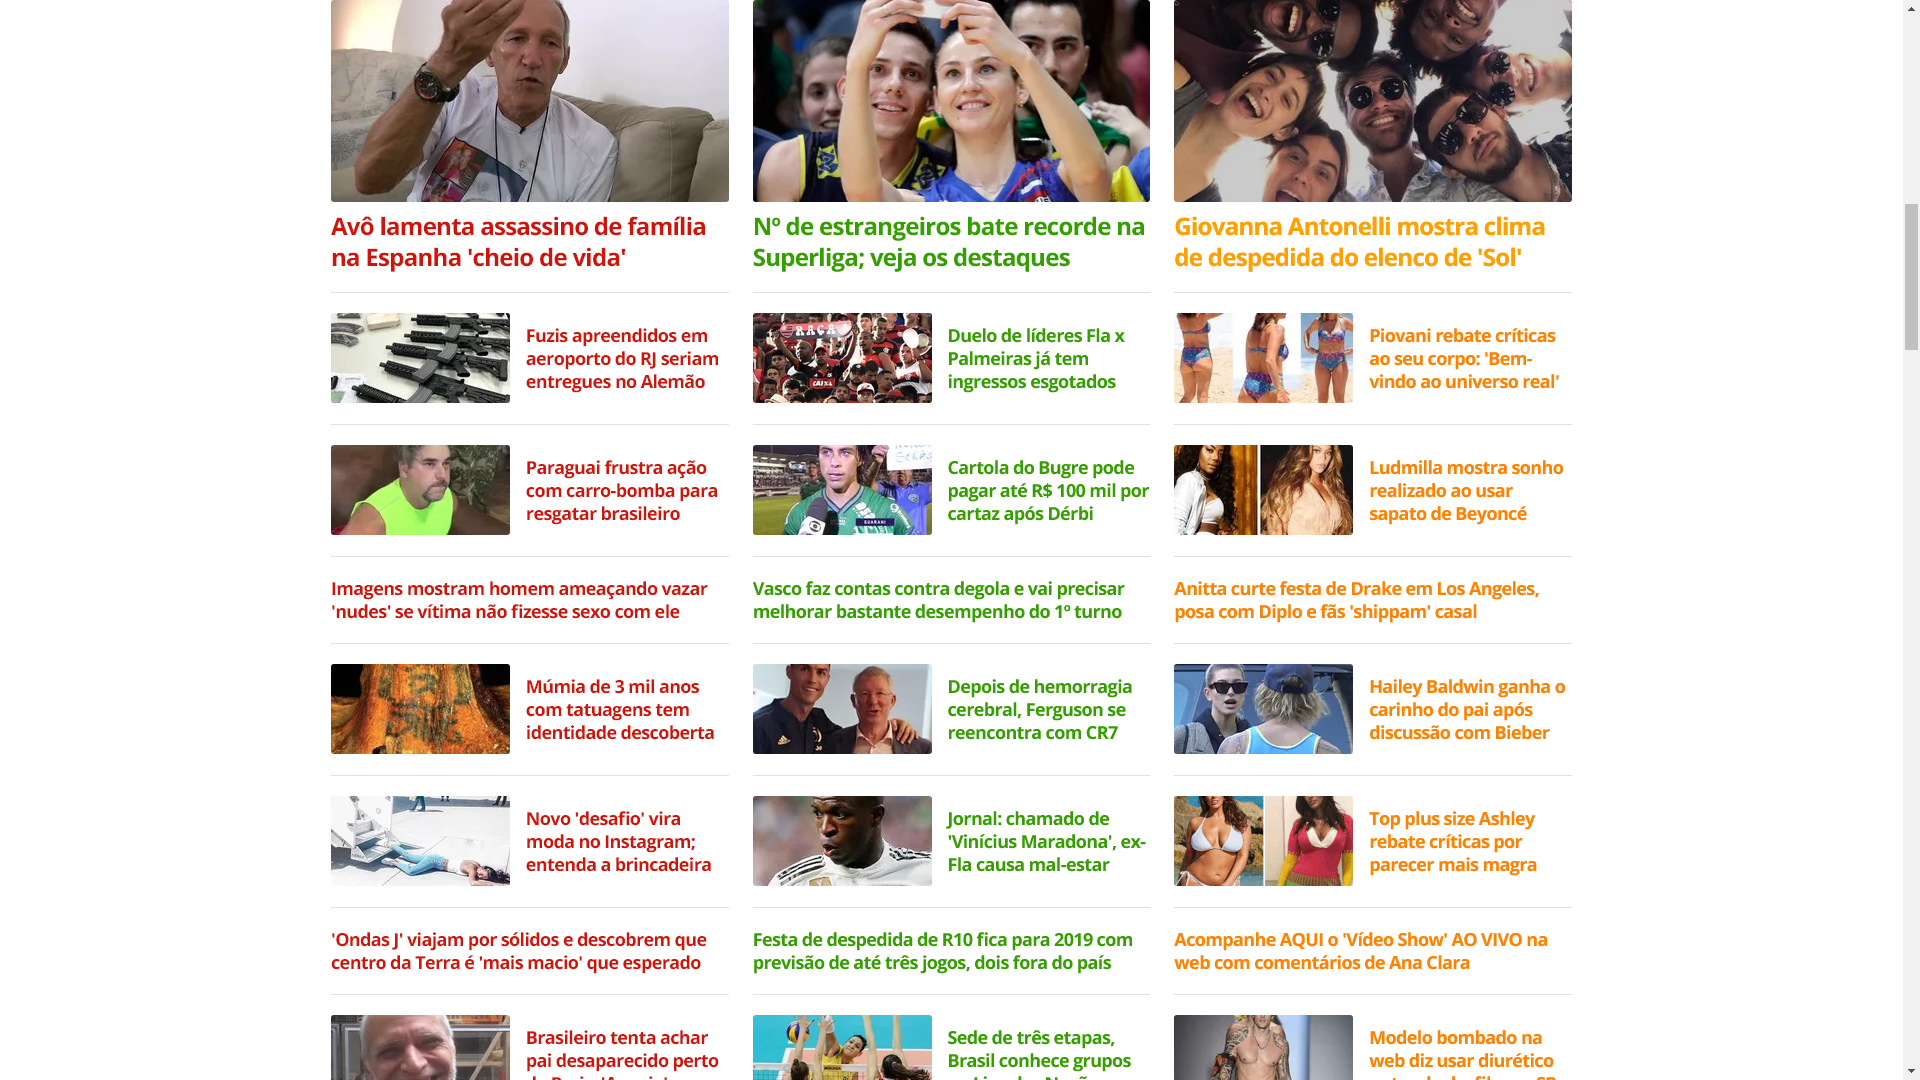 Avô lamenta assassino de família
na Espanha 'cheio de vida'
Fuzis apreendidos em
aeroporto do RJ seriam
entregues no Alemão
Paraguai frustra ação
com carro-bomba para
resgatar brasileiro
Imagens mostram homem ameaçando vazar
'nudes' se vítima não fizesse sexo com ele
Múmia de 3 mil anos
com tatuagens tem
identidade descoberta
Novo 'desafio' vira
moda no Instagram;
entenda a brincadeira
'Ondas J' viajam por sólidos e descobrem que
centro da Terra é 'mais macio' que esperado
Brasileiro tenta achar
pai desaparecido perto
Nº de estrangeiros bate recorde na
Superliga; veja os destaques
RAÇA
CAIXA
Duelo de líderes Fla x
Palmeiras já tem
ingressos esgotados
GUARANI
Cartola do Bugre pode
pagar até R$ 100 mil por
cartaz após Dérbi
Vasco faz contas contra degola e vai precisar
melhorar bastante desempenho do 1º turno
Depois de hemorragia
cerebral, Ferguson se
reencontra com CR7
Jornal: chamado de
'Vinícius Maradona', ex-
Fla causa mal-estar
Festa de despedida de R10 fica para 2019 com
previsão de até três jogos, dois fora do país
Sede de três etapas,
Brasil conhece grupos
Giovanna Antonelli mostra clima
de despedida do elenco de 'Sol'
Piovani rebate críticas
ao seu corpo: 'Bem-
vindo ao universo real'
Ludmilla mostra sonho
realizado ao usar
sapato de Beyoncé
Anitta curte festa de Drake em Los Angeles,
posa com Diplo e fãs 'shippam' casal
Hailey Baldwin ganha o
carinho do pai após
discussão com Bieber
Top plus size Ashley
rebate críticas por
parecer mais magra
Acompanhe AQUI o 'Vídeo Show' AO VIVO na
web com comentários de Ana Clara
Modelo bombado na
web diz usar diurético